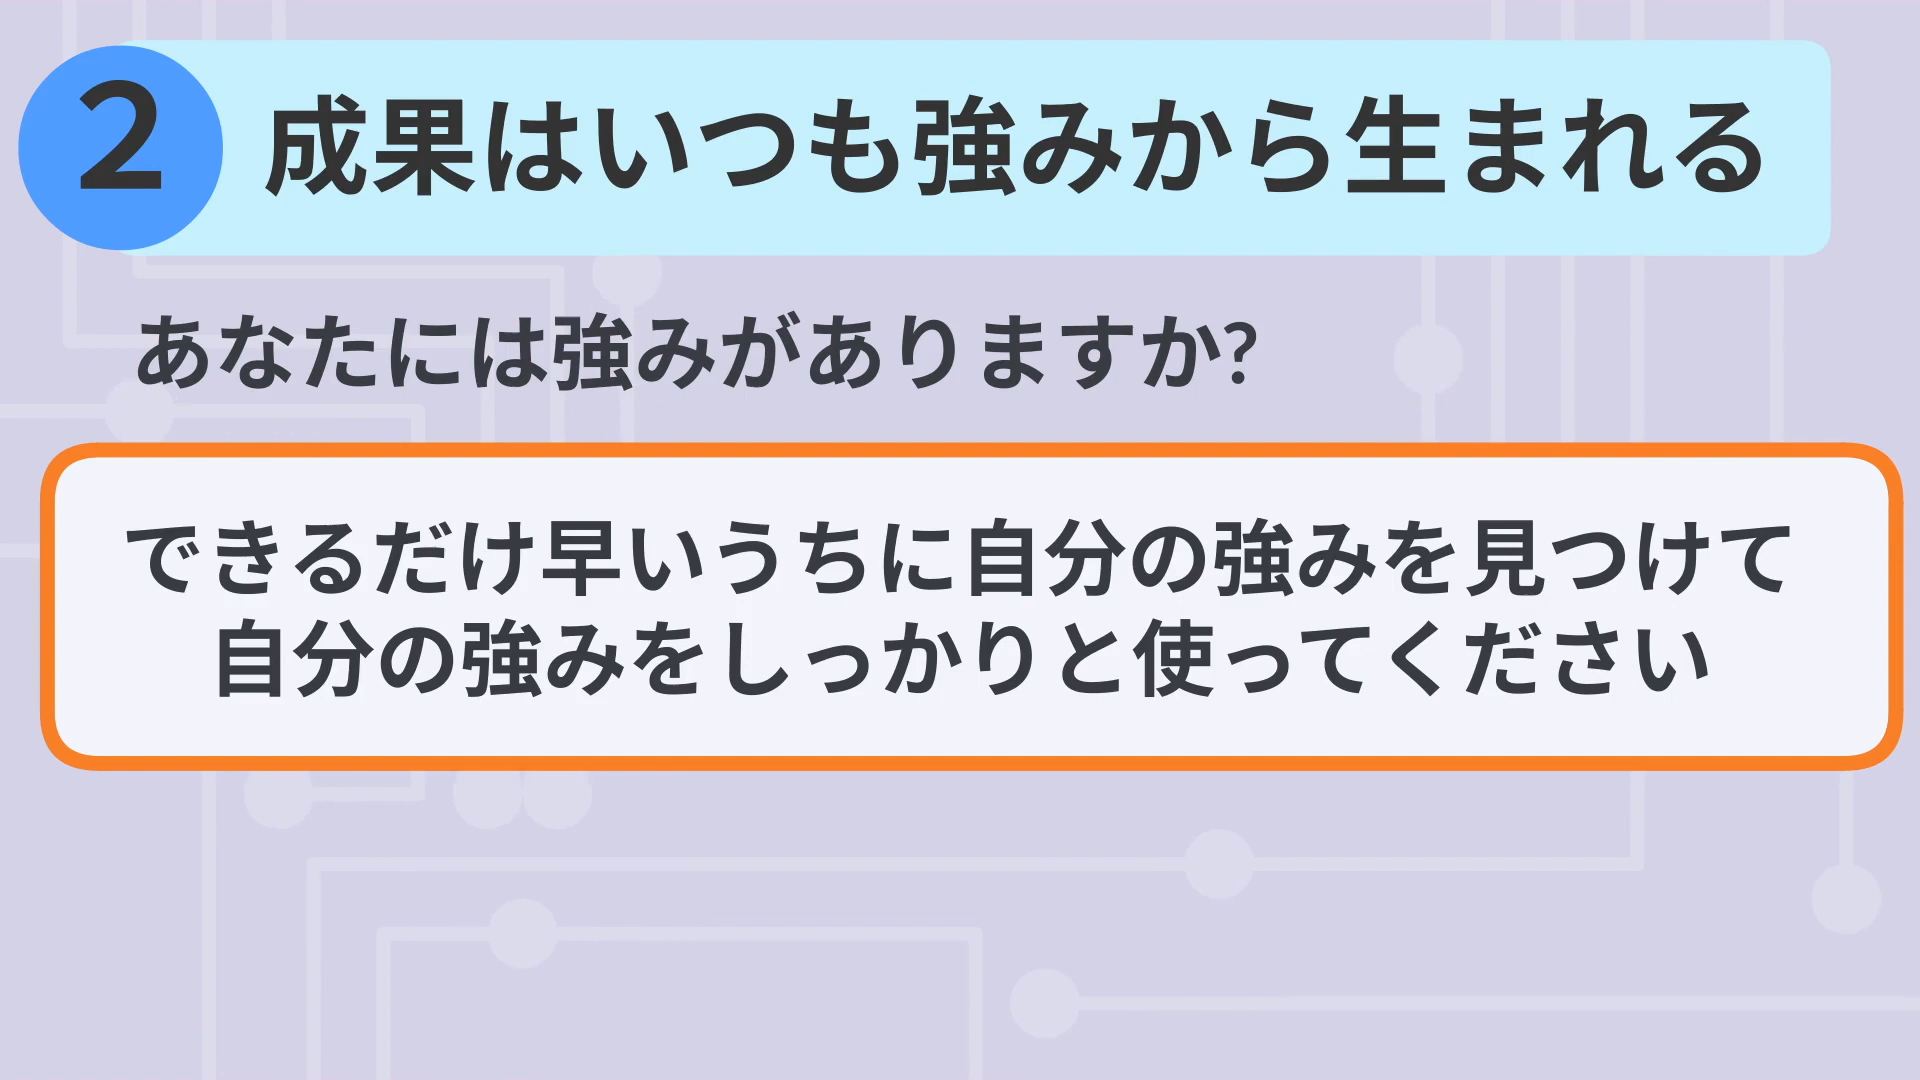 2 成果はいつも強みから生まれる
あなたには強みがありますか?
できるだけ早いうちに自分の強みを見つけて
自分の強みをしっかりと使ってください